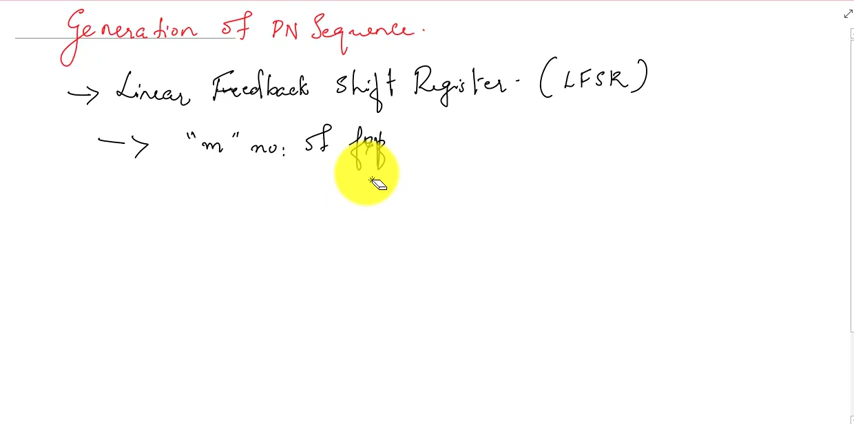 Generation of PN Sequence.
→ Linear Feedback Shift Register. (LFSR)
→ "m" no: of